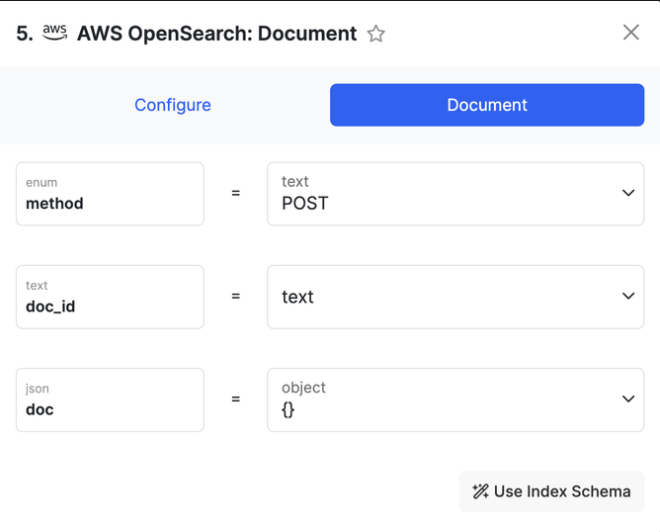 5. aws AWS OpenSearch: Document
Configure
Document
enum
method
=
text
POST
text
doc_id
=
text
json
doc
=
object
{}
Use Index Schema